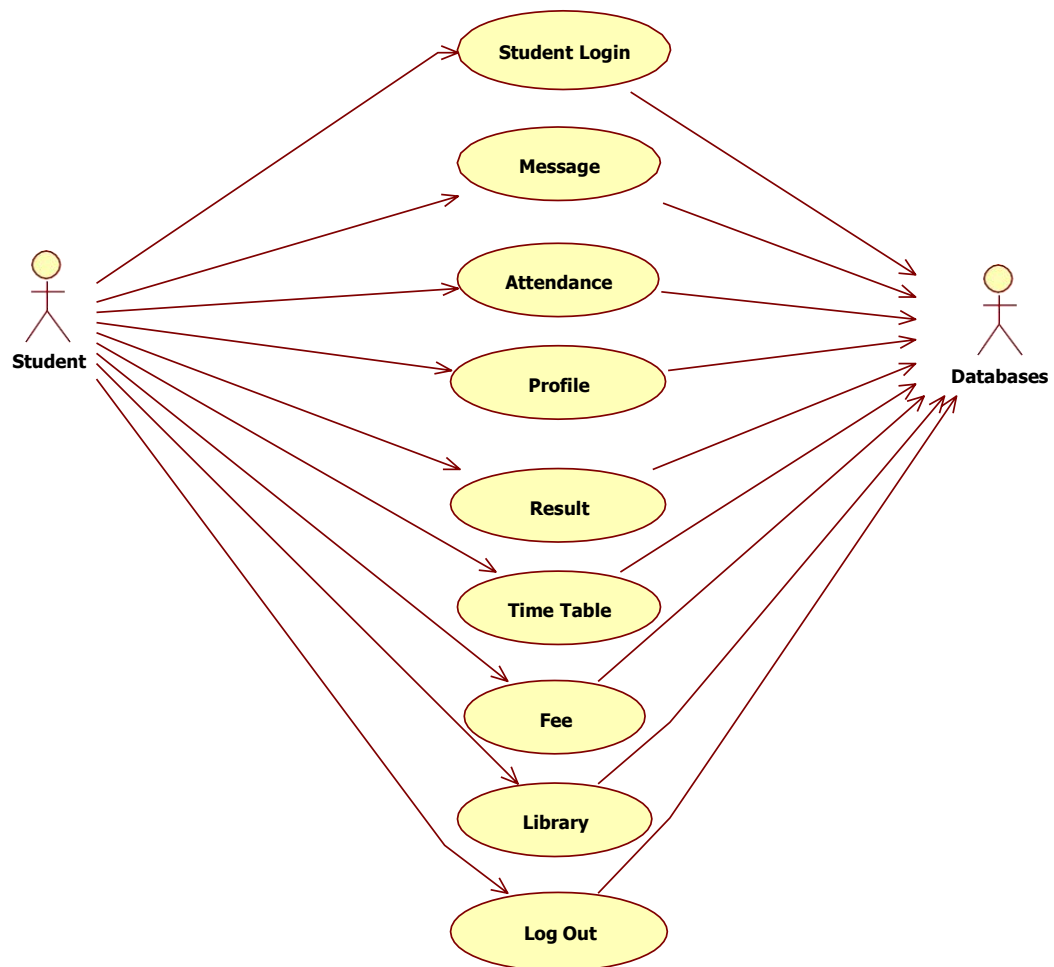 Student Login
Message
Attendance
Student
Databases
Profile
Result
Time Table
Fee
Library
Log Out